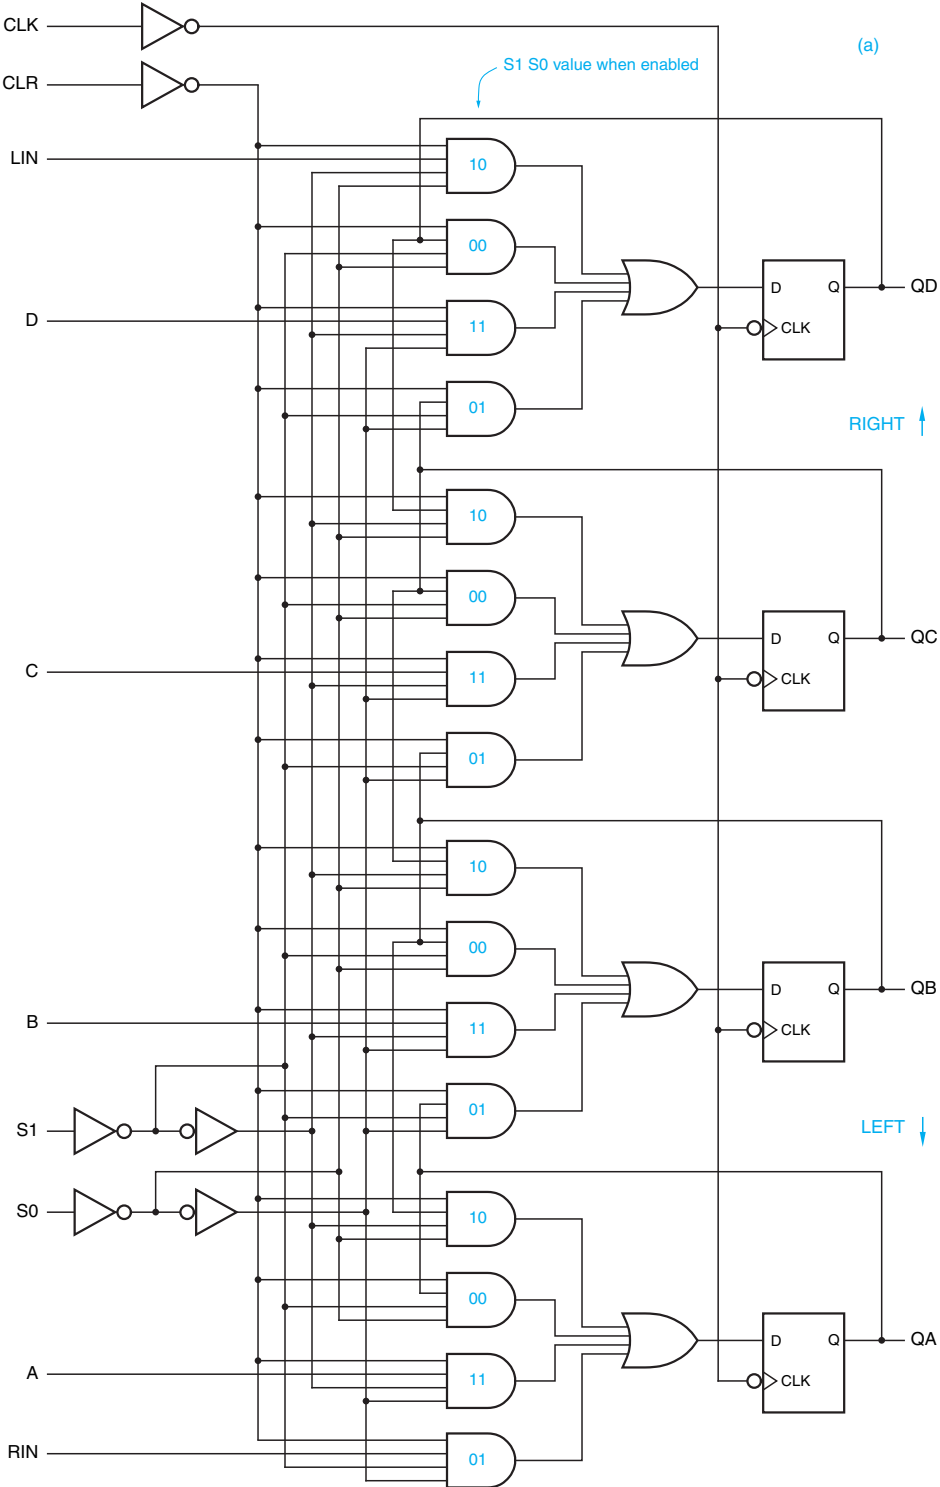 CLK
(a)
S1 S0 value when enabled
CLR
LIN
10
00
D Q QD
D
11
CLK
01
RIGHT
10
00
D Q QC
C
11
CLK
01
10
00
D Q QB
B
11
CLK
01
S1
LEFT
S0
10
00
D Q QA
A
11
CLK
RIN
01